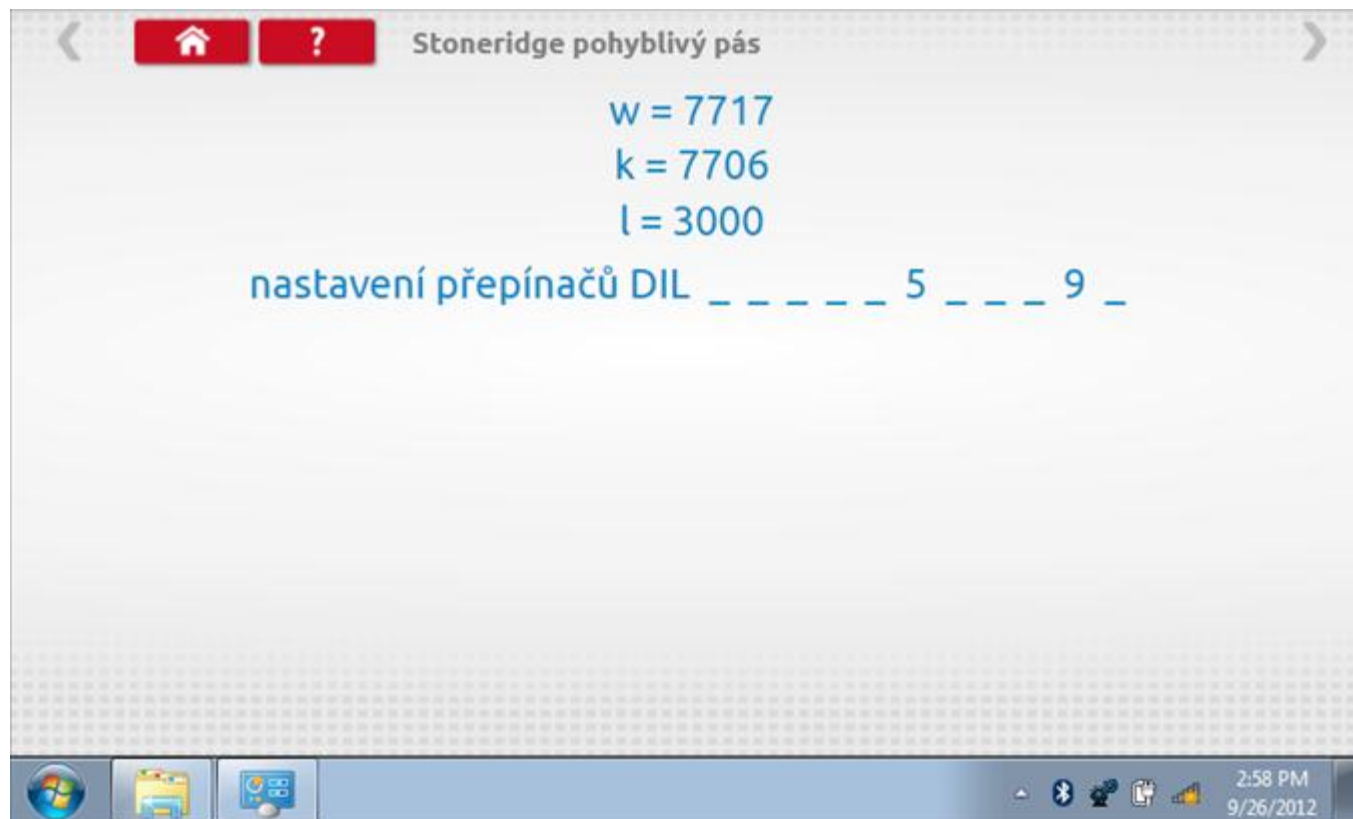 ? Stoneridge pohyblivý pás
w = 7717
k = 7706
l = 3000
nastavení přepínačů DIL _ _ _ _ _ 5 _ _ _ 9 _
2:58 PM
9/26/2012